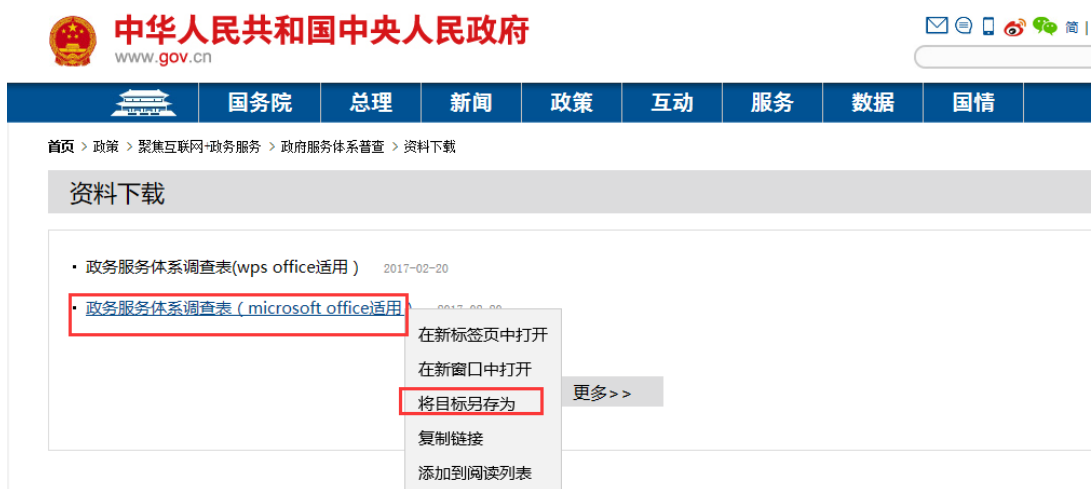 中华人民共和国中央人民政府
www.gov.cn
简 |
国务院 总理 新闻 政策 互动 服务 数据 国情
首页 > 政策 > 聚焦互联网+政务服务 > 政府服务体系普查 > 资料下载
资料下载
· 政务服务体系调查表(wps office适用 ) 2017-02-20
· 政务服务体系调查表 ( microsoft office适用 ) 2017-02-20
在新标签页中打开
在新窗口中打开
将目标另存为
更多>>
复制链接
添加到阅读列表